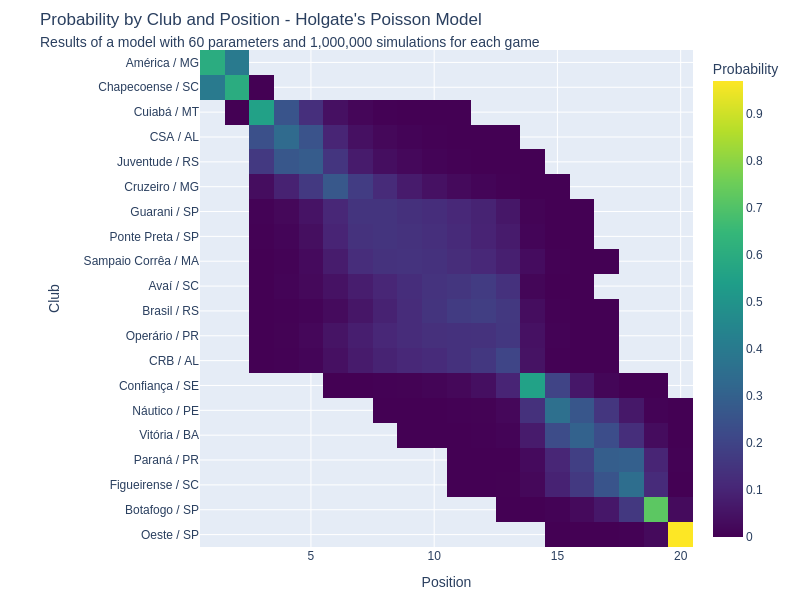 Probability by Club and Position - Holgate's Poisson Model
Results of a model with 60 parameters and 1,000,000 simulations for each game
Probability
América / MG
Chapecoense / SC
Cuiabá / MT
CSA / AL
Juventude / RS
Cruzeiro / MG
Guarani / SP
Ponte Preta / SP
Sampaio Corrêa / MA
Avaí / SC
Brasil / RS
Operário / PR
CRB / AL
Confiança / SE
Náutico / PE
Vitória / BA
Paraná / PR
Figueirense / SC
Botafogo / SP
Oeste / SP
Club
5
10
15
20
Position
0.9
0.8
0.7
0.6
0.5
0.4
0.3
0.2
0.1
0